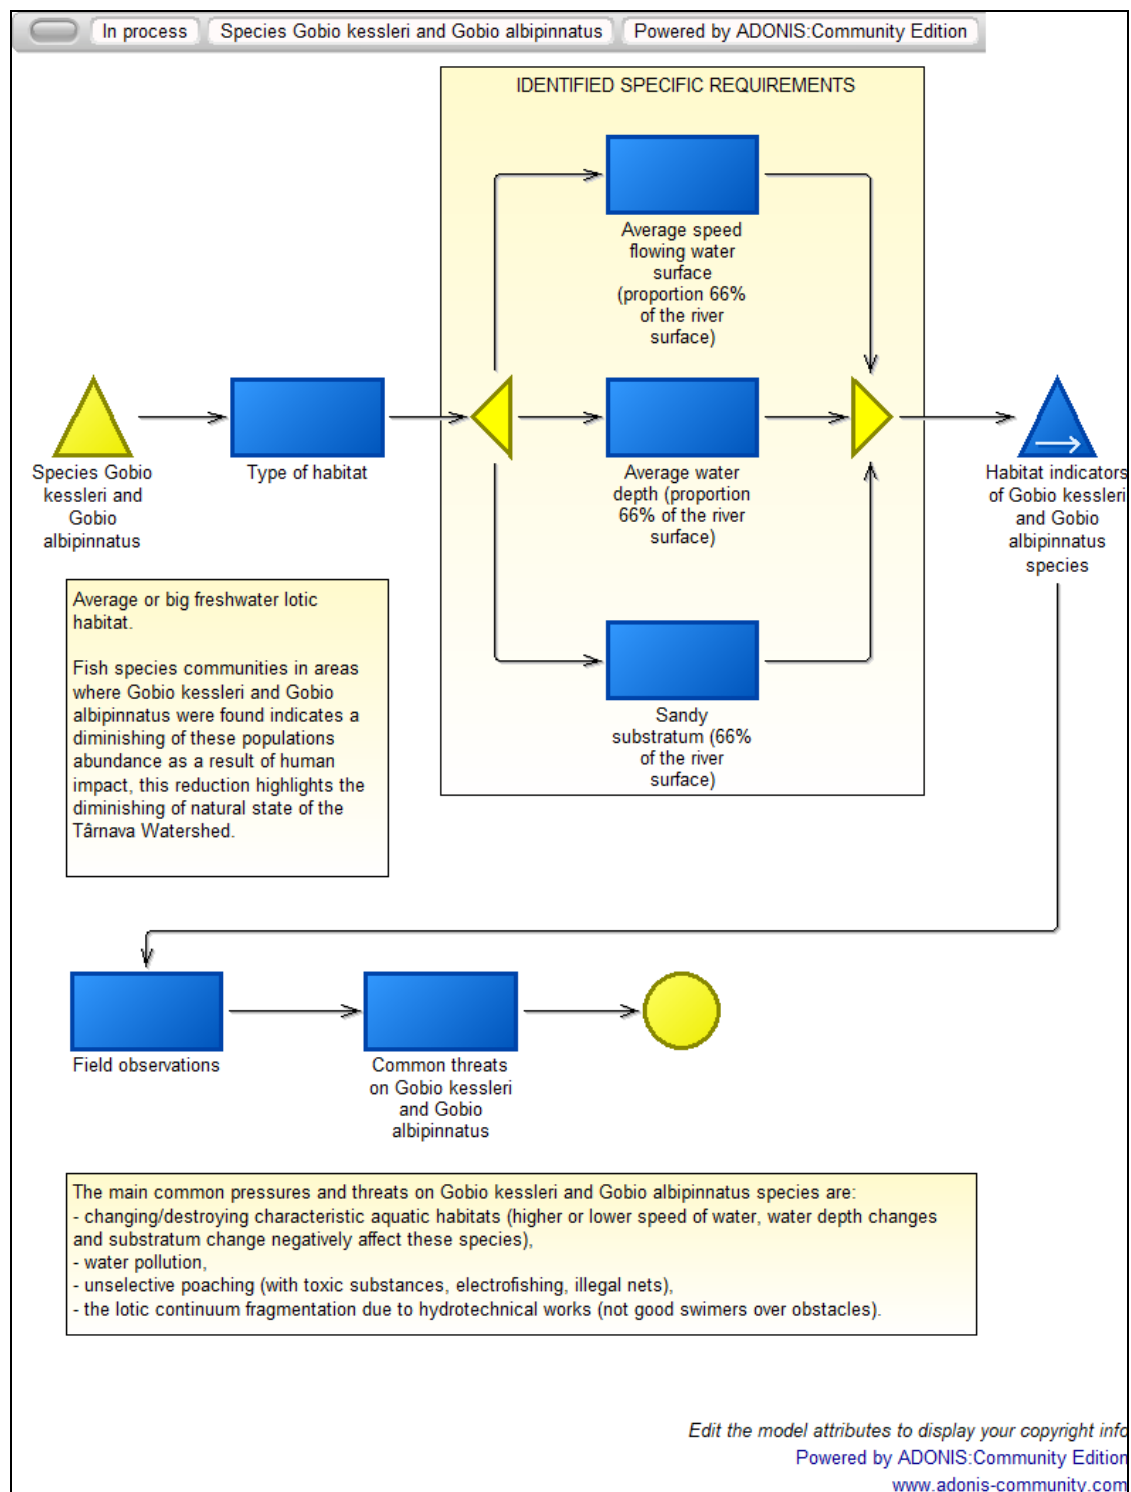 In process
Species Gobio kessleri and Gobio albipinnatus
Powered by ADONIS:Community Edition
IDENTIFIED SPECIFIC REQUIREMENTS
Average speed
flowing water
surface
(proportion 66%
of the river
surface)
Species Gobio
kessleri and
Gobio
albipinnatus
Type of habitat
Average water
depth (proportion
66% of the river
surface)
Habitat indicators
of Gobio kessleri
and Gobio
albipinnatus
species
Average or big freshwater lotic
habitat.
Fish species communities in areas
where Gobio kessleri and Gobio
albipinnatus were found indicates a
diminishing of these populations
abundance as a result of human
impact, this reduction highlights the
diminishing of natural state of the
Târnava Watershed.
Sandy
substratum (66%
of the river
surface)
Field observations
Common threats
on Gobio kessleri
and Gobio
albipinnatus
The main common pressures and threats on Gobio kessleri and Gobio albipinnatus species are:
- changing/destroying characteristic aquatic habitats (higher or lower speed of water, water depth changes
and substratum change negatively affect these species),
- water pollution,
- unselective poaching (with toxic substances, electrofishing, illegal nets),
- the lotic continuum fragmentation due to hydrotechnical works (not good swimers over obstacles).
Edit the model attributes to display your copyright info
Powered by ADONIS:Community Edition
www.adonis-community.com